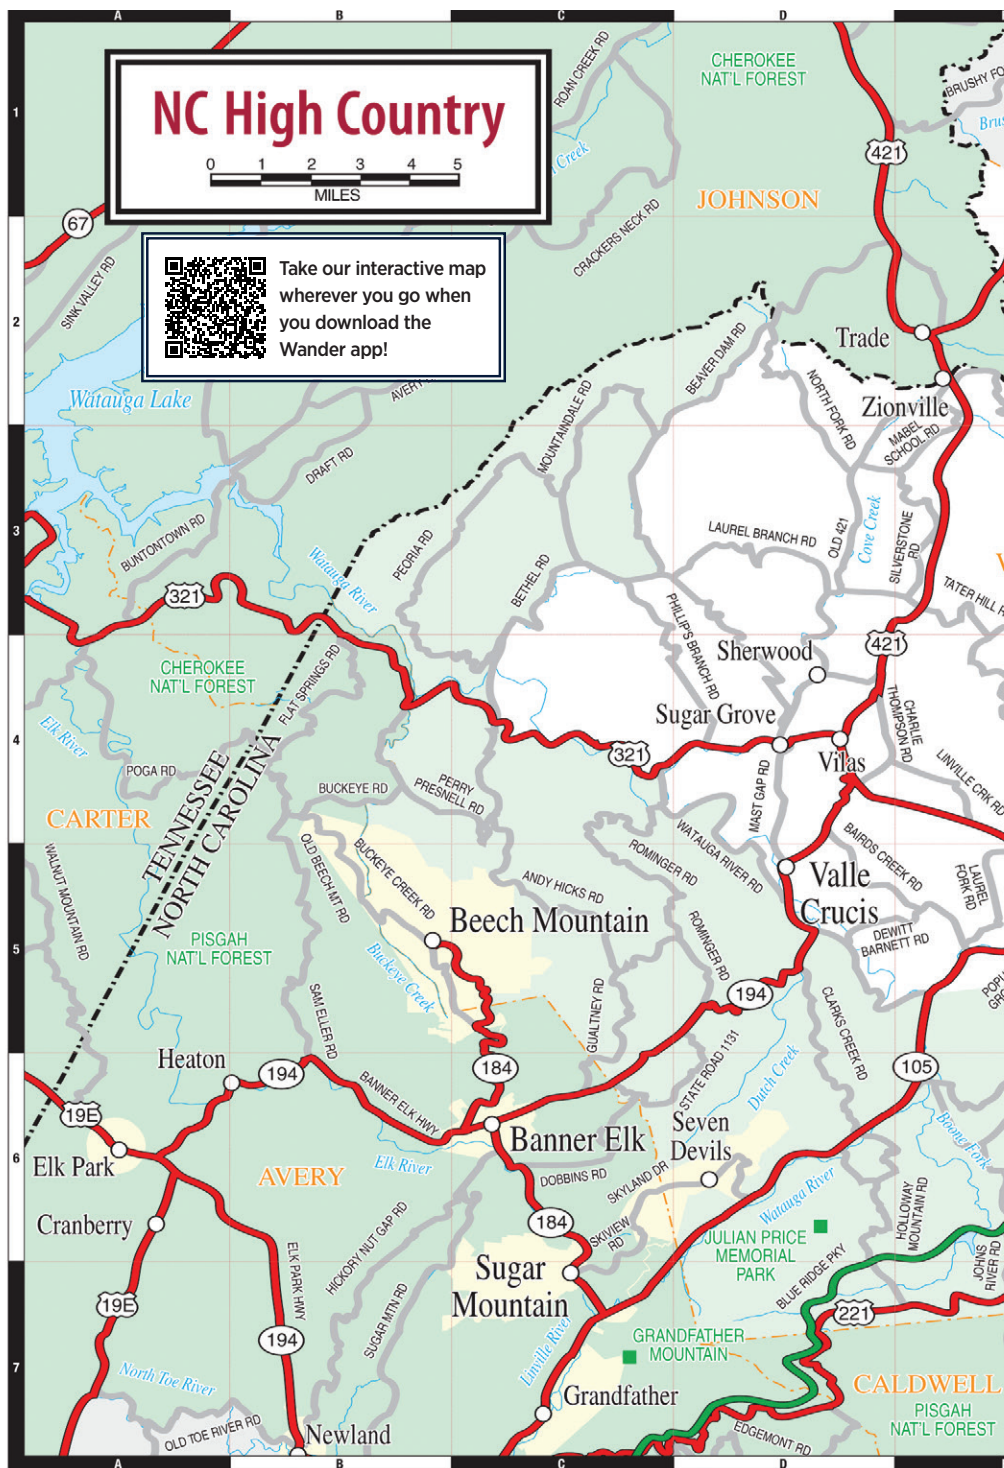 A
B
C
D
NC High Country
0 1 2 3 4 5
MILES
Take our interactive map
wherever you go when
you download the
Wander app!
ROAN CREEK RD
Creek
CHEROKEE
NAT'L FOREST
BRUSHY FO
Brus
1
421
JOHNSON
67
CRACKERS NECK RD
SINK VALLEY RD
2
Trade
BEAVER DAM RD
AVERY
Watauga Lake
MOUNTAINDALE RD
NORTH FORK RD
Zionville
MABEL
SCHOOL RD
DRAFT RD
3
BUNTONTOWN RD
Watauga River
PEORIA RD
BETHEL RD
LAUREL BRANCH RD
OLD 421
Cove Creek
SILVERSTONE
RD
TATER HILL R
321
PHILLIP'S BRANCH RD
421
CHEROKEE
NAT'L FOREST
FLAT SPRINGS RD
Sherwood
Elk River
Sugar Grove
CHARLIE
THOMPSON RD
4
321
Vilas
POGA RD
BUCKEYE RD
PERRY
PRESNELL RD
MAST GAP RD
LINVILLE CRK RD
CARTER
TENNESSEE
NORTH CAROLINA
WALNUT MOUNTAIN RD
OLD BEECH MT RD
BUCKEYE CREEK RD
ROMINGER RD
WATAUGA RIVER RD
BAIRDS CREEK RD
ANDY HICKS RD
Valle
Crucis
LAUREL
FORK RD
Beech Mountain
5
PISGAH
NAT'L FOREST
Buckeye Creek
ROMINGER RD
DEWITT
BARNETT RD
SAM ELLER RD
GUALTNEY RD
194
CLARKS CREEK RD
POPL
GRO
Heaton
194
184
105
STATE ROAD 1131
Dutch Creek
19E
BANNER ELK HWY
Seven
Devils
Boone Fork
6
Elk Park
Elk River
Banner Elk
AVERY
DOBBINS RD
SKYLAND DR
Cranberry
HICKORY NUT GAP RD
184
SKIVIEW
RD
Watauga River
JULIAN PRICE
MEMORIAL
PARK
HOLLOWAY
MOUNTAIN RD
ELK PARK HWY
Sugar
Mountain
BLUE RIDGE PKY
JOHNS
RIVER RD
19E
SUGAR MTN RD
221
194
Linville River
GRANDFATHER
MOUNTAIN
7
North Toe River
CALDWELL
Grandfather
PISGAH
NAT'L FOREST
OLD TOE RIVER RD
Newland
EDGEMONT RD
A
B
C
D